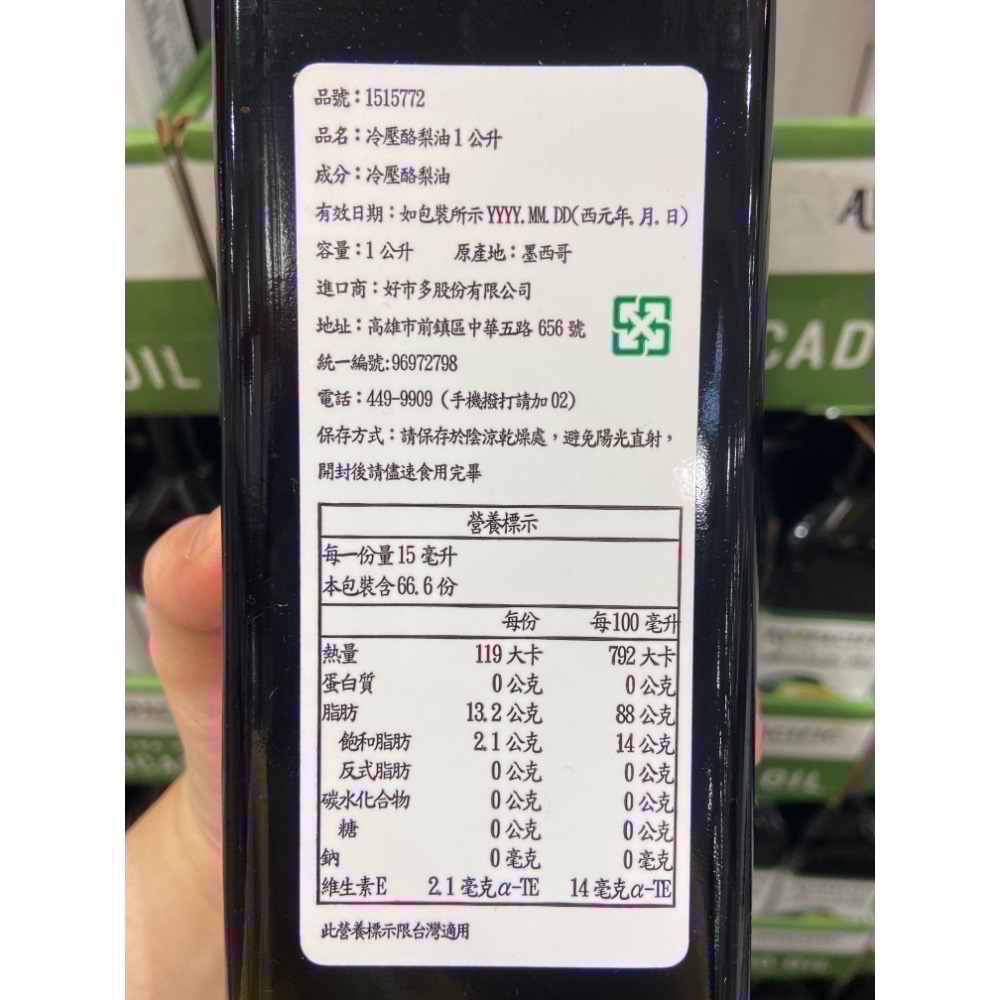 品號：1515772
品名：冷壓酪梨油1公升
成分：冷壓酪梨油
有效日期：如包裝所示YYYY.MM.DD(西元年.月.日)
容量：1公升　原產地：墨西哥
進口商：好市多股份有限公司
地址：高雄市前鎮區中華五路656號
統一編號:96972798
電話：449-9909（手機撥打請加02）
保存方式：請保存於陰涼乾燥處，避免陽光直射，
開封後請儘速食用完畢
營養標示
每一份量15毫升
本包裝含66.6份
每份　每100毫升
熱量　119大卡　792大卡
蛋白質　0公克　0公克
脂肪　13.2公克　88公克
飽和脂肪　2.1公克　14公克
反式脂肪　0公克　0公克
碳水化合物　0公克　0公克
糖　0公克　0公克
鈉　0毫克　0毫克
維生素E　2.1毫克α-TE　14毫克α-TE
此營養標示限台灣適用
OIL
CAD
OIL